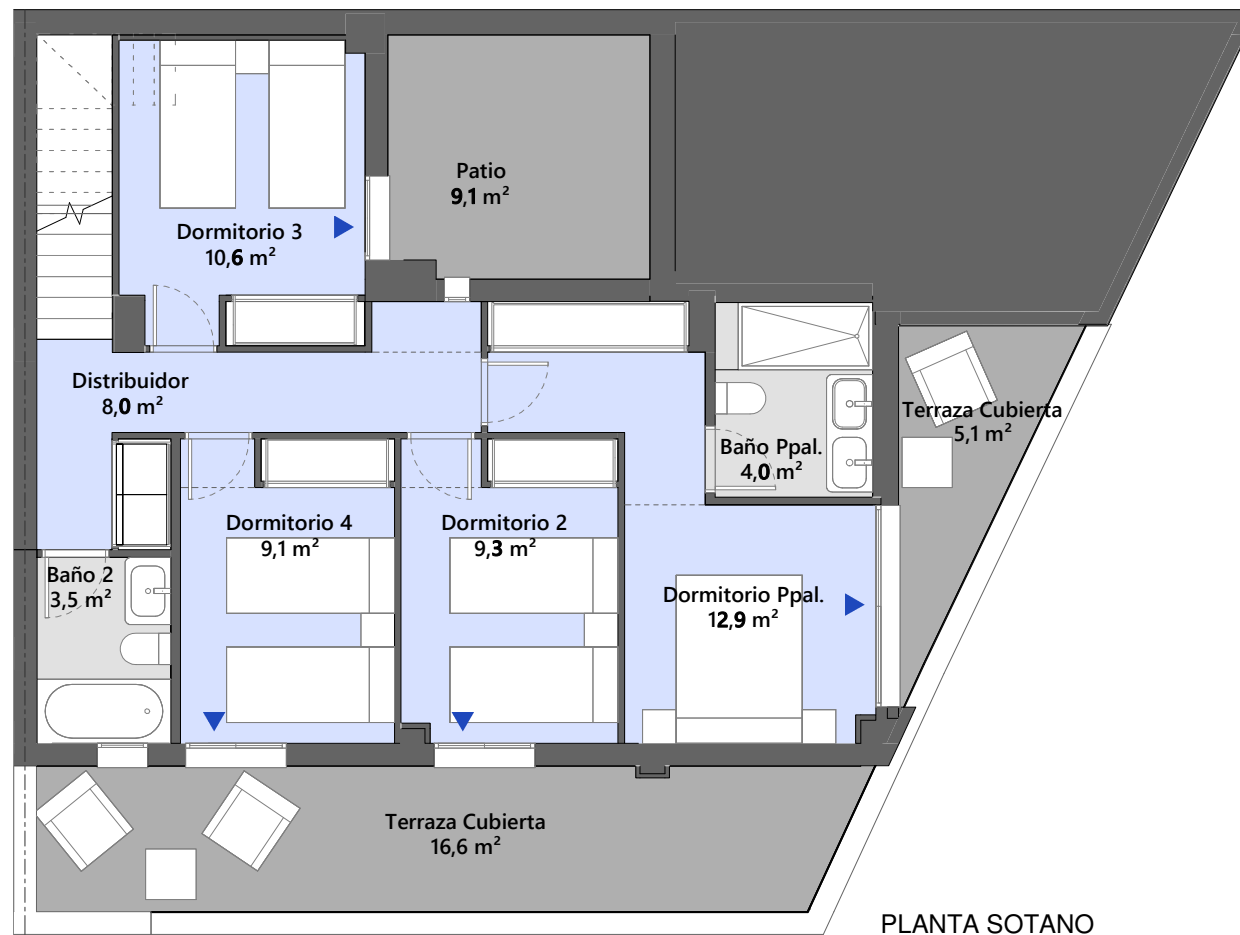 Patio
9,1 m²
Dormitorio 3
10,6 m²
Distribuidor
8,0 m²
Terraza Cubierta
5,1 m²
Baño Ppal.
4,0 m²
Dormitorio 4
9,1 m²
Dormitorio 2
9,3 m²
Baño 2
3,5 m²
Dormitorio Ppal.
12,9 m²
Terraza Cubierta
16,6 m²
PLANTA SOTANO